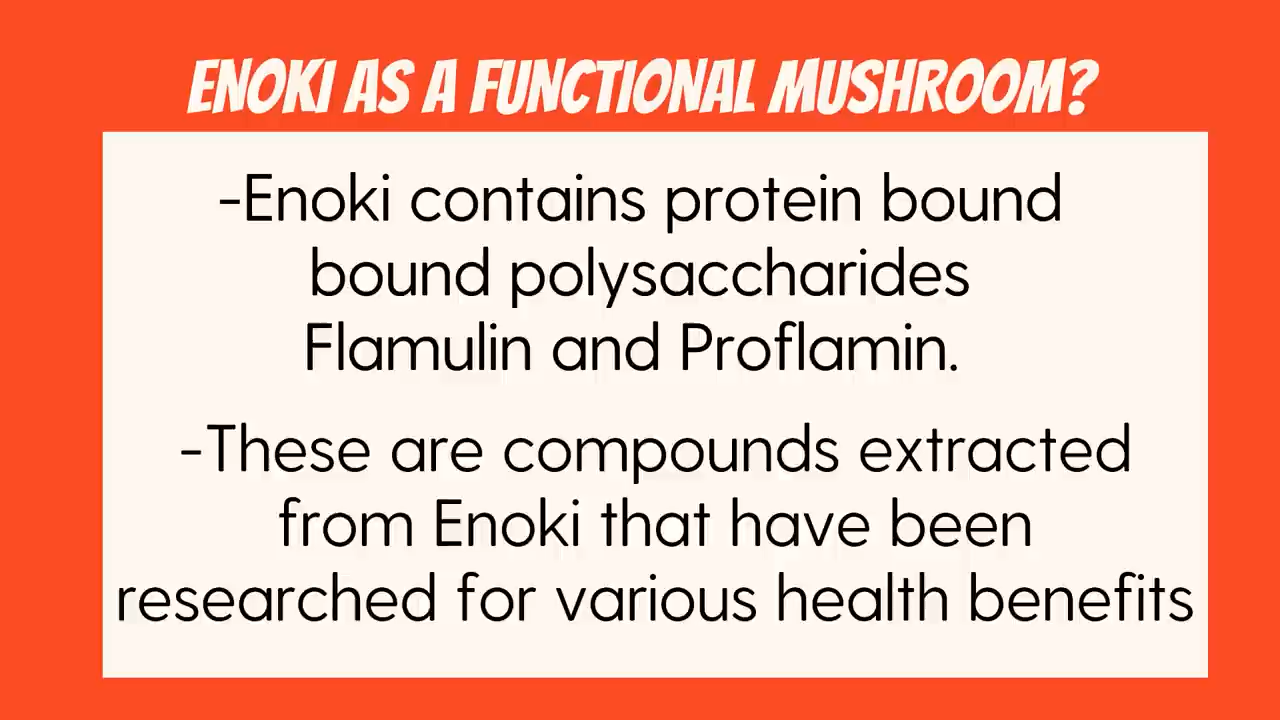 ENOKI AS A FUNCTIONAL MUSHROOM?
-Enoki contains protein bound
bound polysaccharides
Flamulin and Proflamin.
-These are compounds extracted
from Enoki that have been
researched for various health benefits